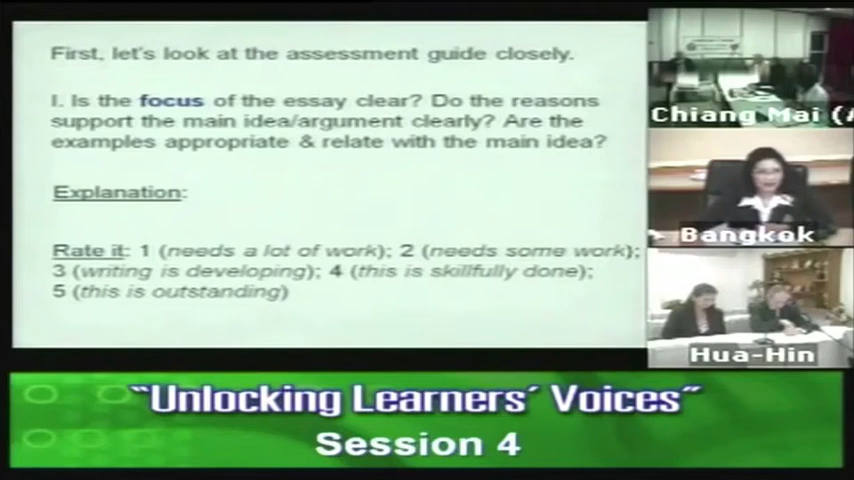 First, let's look at the assessment guide closely.
I. Is the focus of the essay clear? Do the reasons
support the main idea/argument clearly? Are the
examples appropriate & relate with the main idea?
Explanation:
Rate it: 1 (needs a lot of work); 2 (needs some work);
3 (writing is developing); 4 (this is skillfully done);
5 (this is outstanding)
Chiang Mai (
Bangkok
Hua-Hin
"Unlocking Learners' Voices"
Session 4